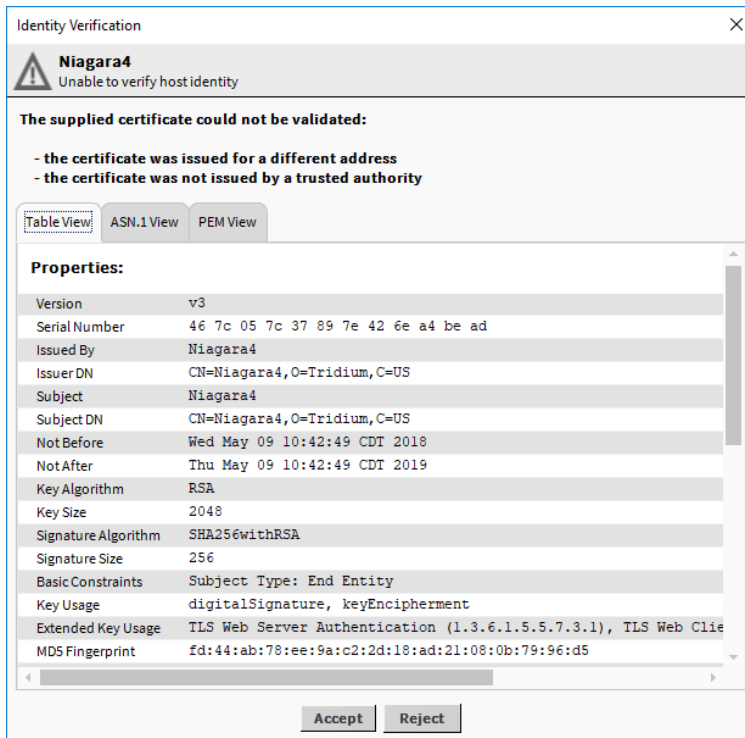 Identity Verification
Niagara4
Unable to verify host identity
The supplied certificate could not be validated:
- the certificate was issued for a different address
- the certificate was not issued by a trusted authority
Table View ASN.1 View PEM View
Properties:
Version v3
Serial Number 46 7c 05 7c 37 89 7e 42 6e a4 be ad
Issued By Niagara4
Issuer DN CN=Niagara4,O=Tridium,C=US
Subject Niagara4
Subject DN CN=Niagara4,O=Tridium,C=US
Not Before Wed May 09 10:42:49 CDT 2018
Not After Thu May 09 10:42:49 CDT 2019
Key Algorithm RSA
Key Size 2048
Signature Algorithm SHA256withRSA
Signature Size 256
Basic Constraints Subject Type: End Entity
Key Usage digitalSignature, keyEncipherment
Extended Key Usage TLS Web Server Authentication (1.3.6.1.5.5.7.3.1), TLS Web Clie
MD5 Fingerprint fd:44:ab:78:ee:9a:c2:2d:18:ad:21:08:0b:79:96:d5
Accept Reject